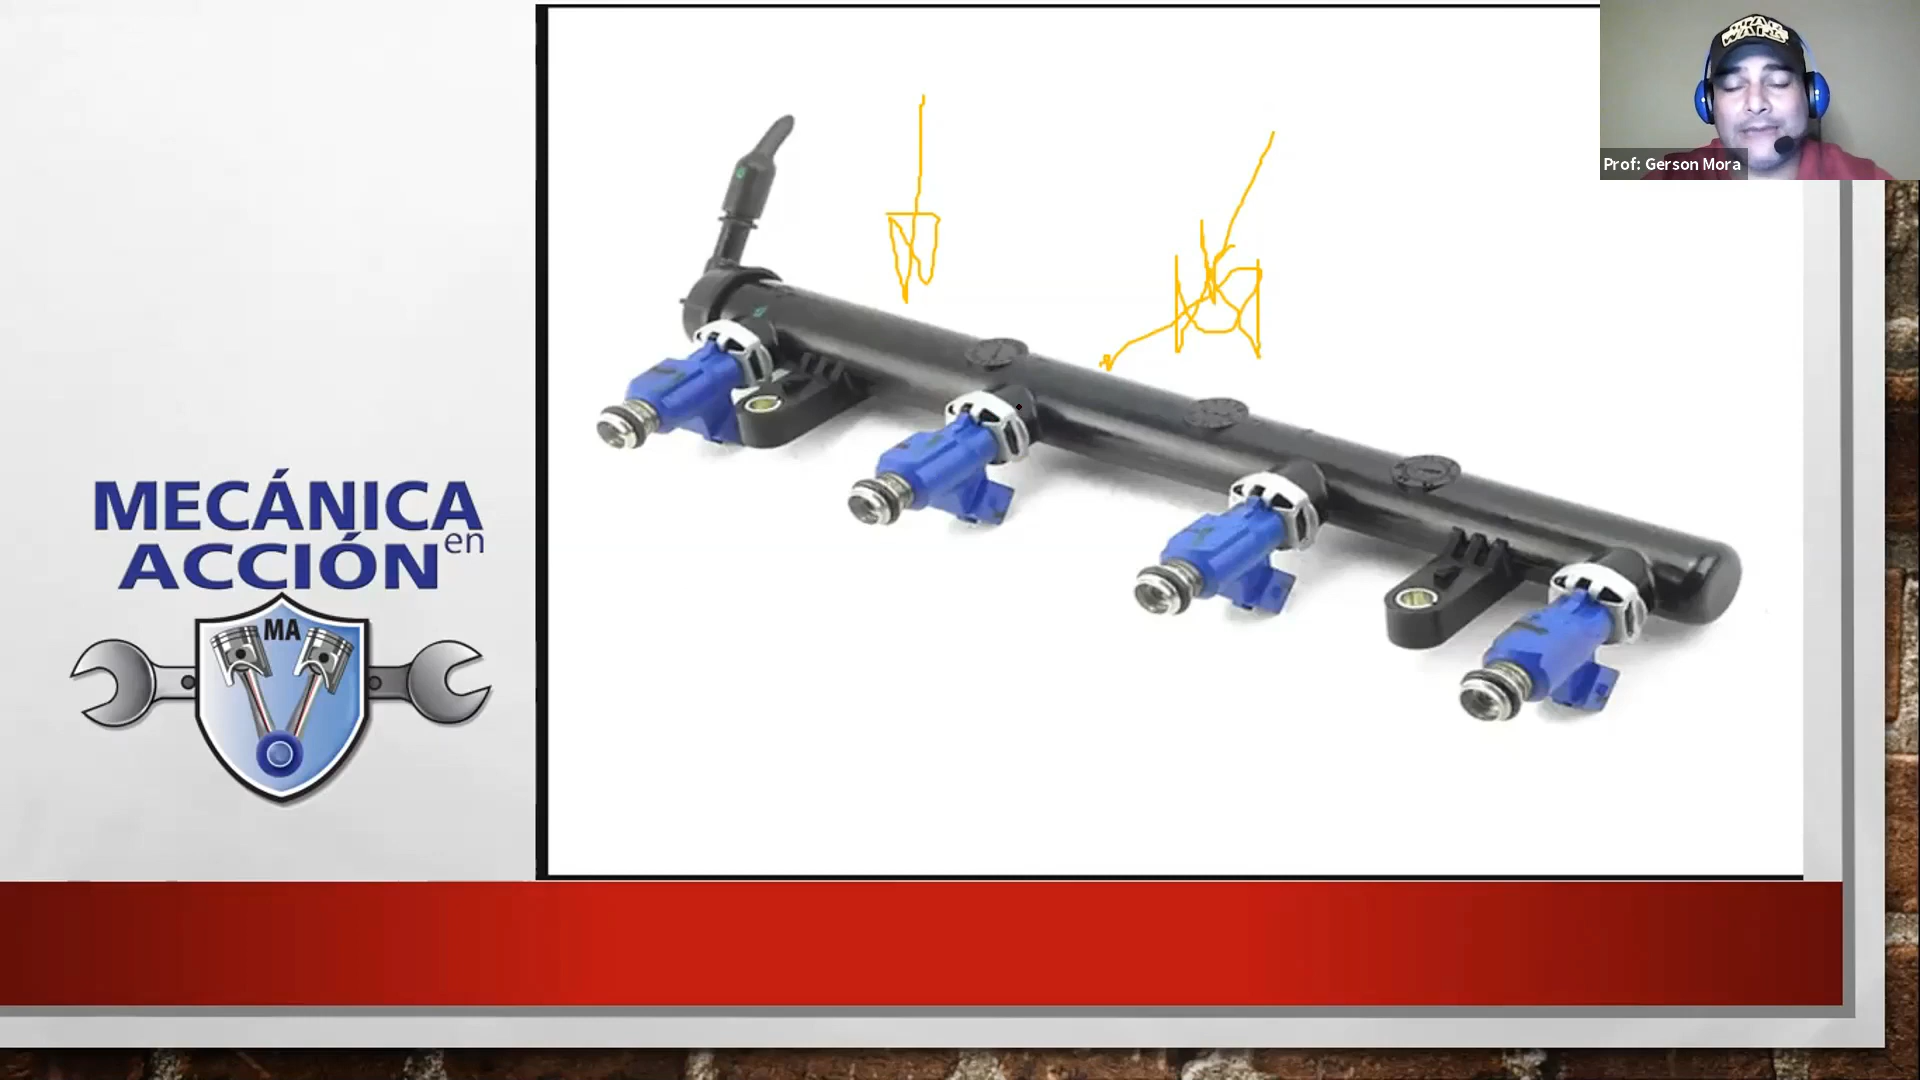 Prof: Gerson Mora
MECÁNICA
en
ACCIÓN
MA